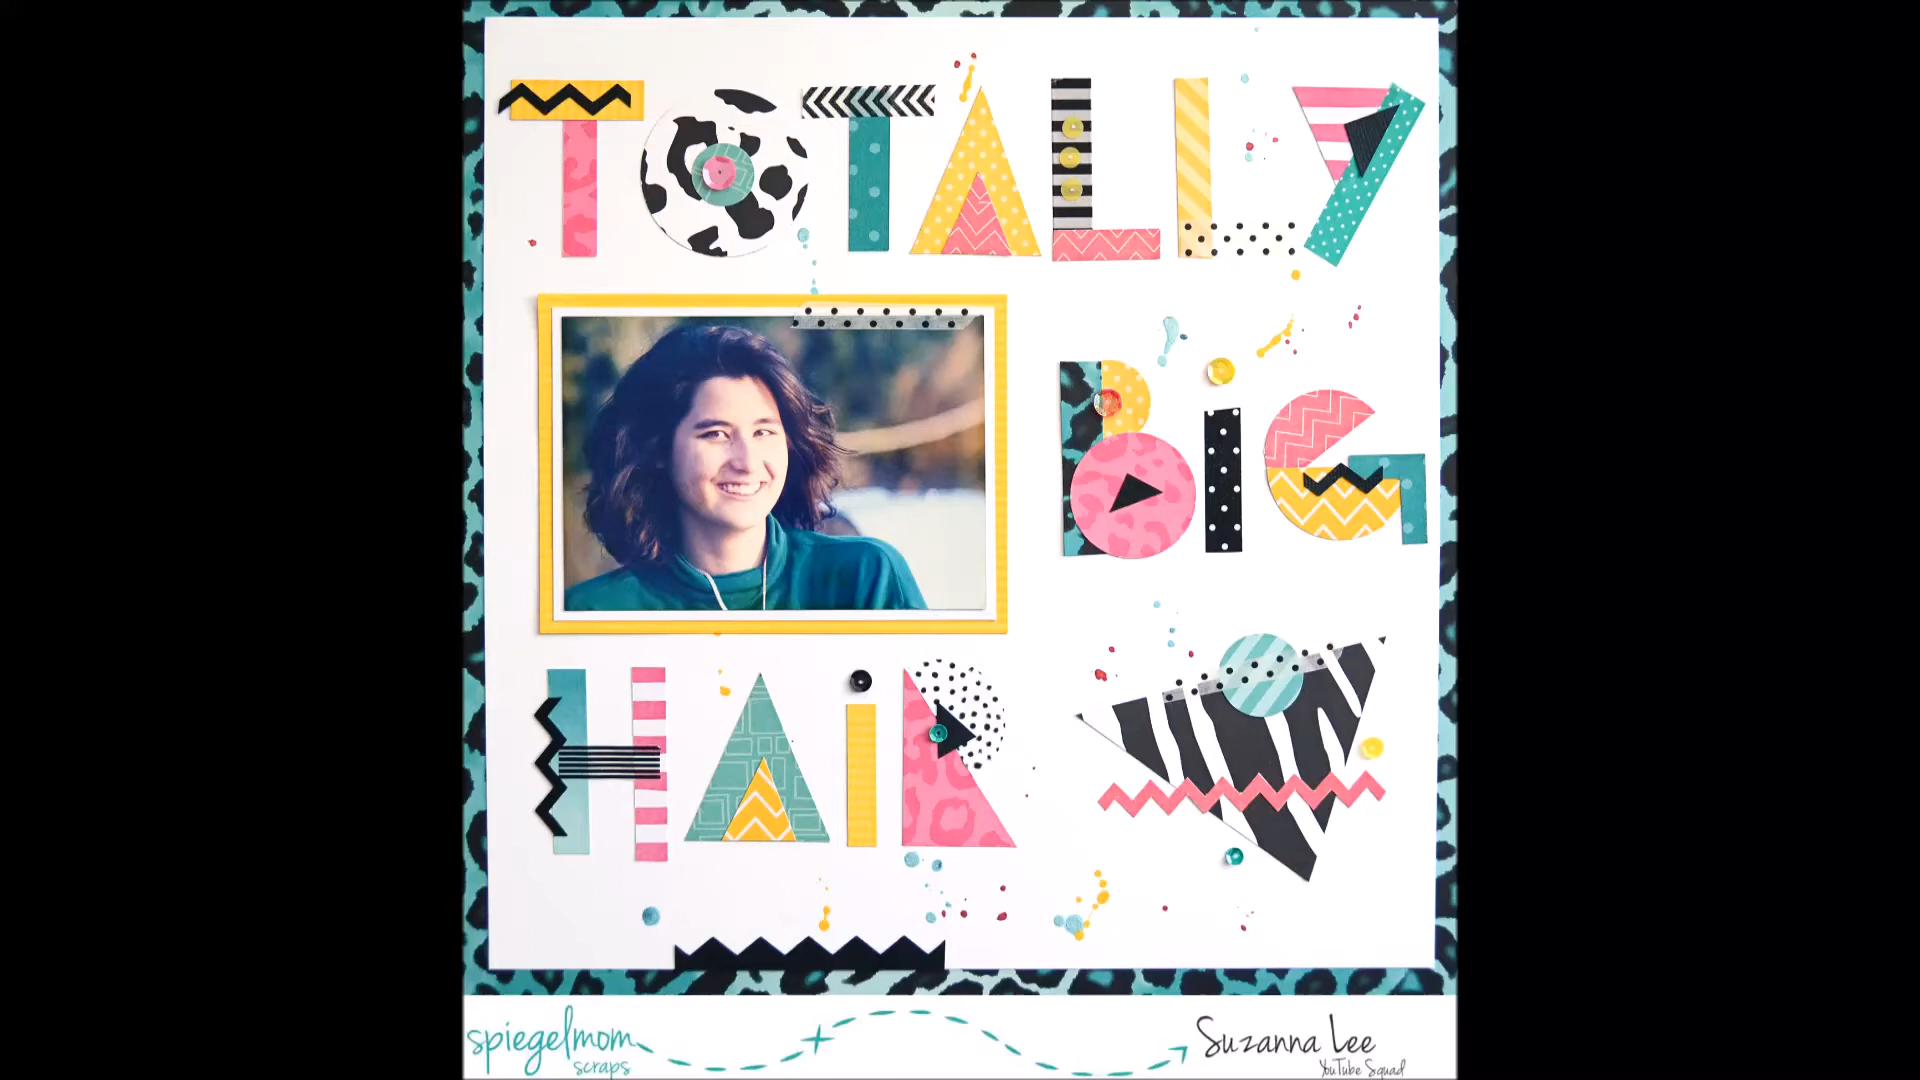 TOTALLY
BIG
HAIR
spiegelmom
scraps
Suzanna Lee
YouTube Squad